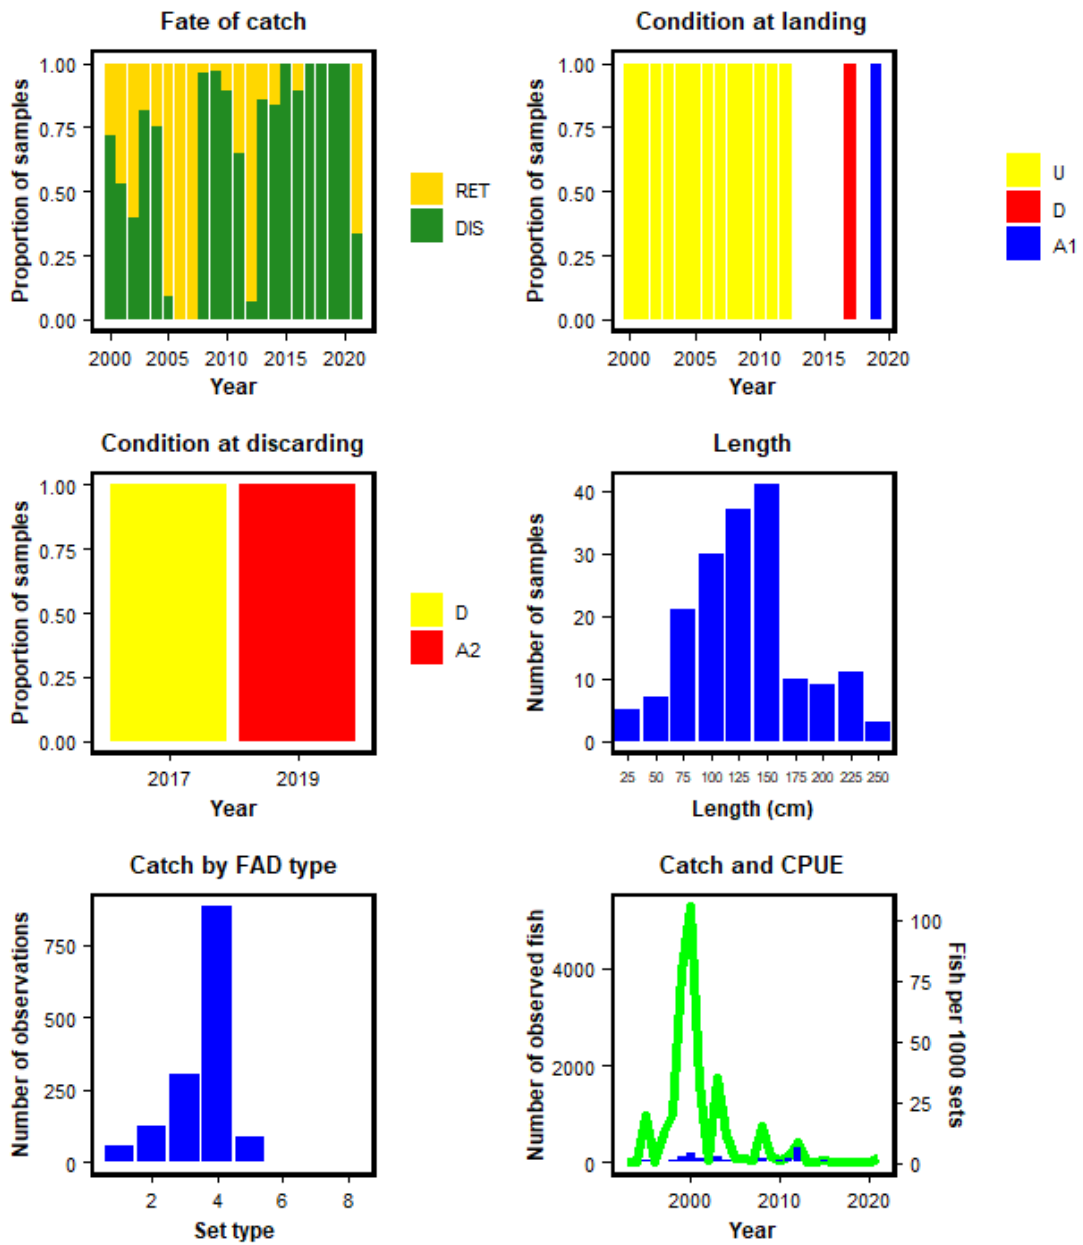 Fate of catch
Proportion of samples
1.00
0.75
0.50
0.25
0.00
2000 2005 2010 2015 2020
Year
RET
DIS
Condition at landing
Proportion of samples
1.00
0.75
0.50
0.25
0.00
2000 2005 2010 2015 2020
Year
U
D
A1
Condition at discarding
Proportion of samples
1.00
0.75
0.50
0.25
0.00
2017 2019
Year
D
A2
Length
Number of samples
40
30
20
10
0
25 50 75 100 125 150 175 200 225 250
Length (cm)
Catch by FAD type
Number of observations
750
500
250
0
2 4 6 8
Set type
Catch and CPUE
Number of observed fish
4000
2000
0
2000 2010 2020
Year
100
75
50
25
0
Fish per 1000 sets